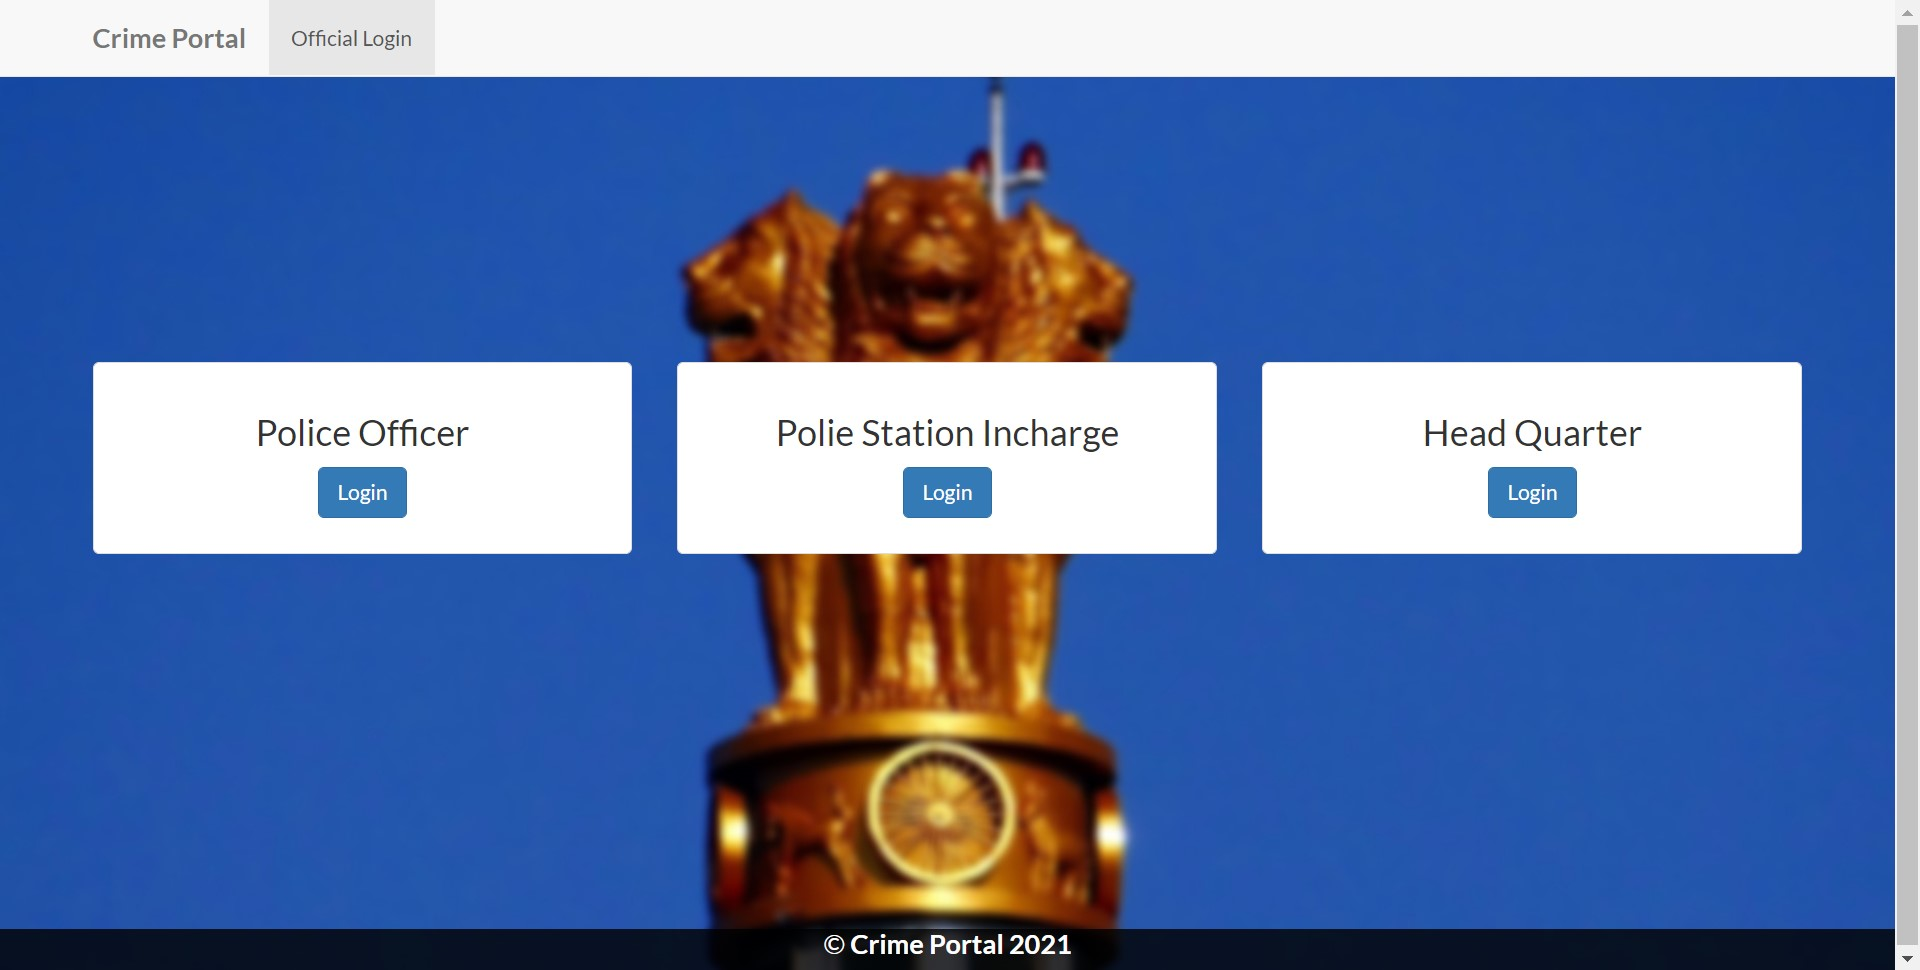 Crime Portal
Official Login
Police Officer
Login
Polie Station Incharge
Login
Head Quarter
Login
© Crime Portal 2021